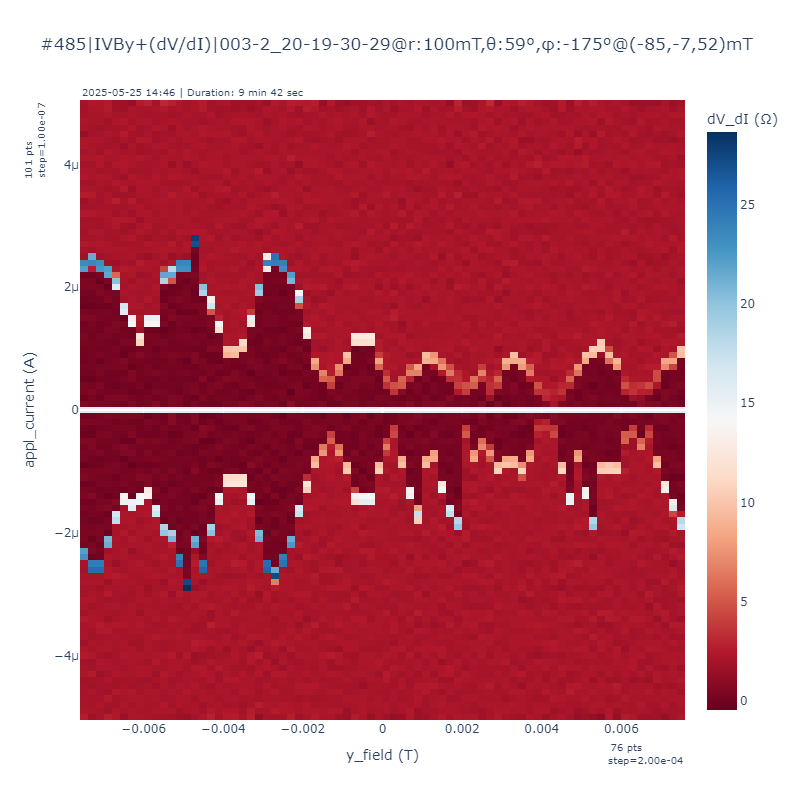 #485|IVBy+(dV/dI)|003-2_20-19-30-29@r:100mT,θ:59°,φ:-175°@(-85,-7,52)mT
2025-05-25 14:46 | Duration: 9 min 42 sec
101 pts
step=1.00e-07
dV_dI (Ω)
4μ
2μ
0
−2μ
−4μ
appl_current (A)
25
20
15
10
5
0
−0.006
−0.004
−0.002
0
0.002
0.004
0.006
y_field (T)
76 pts
step=2.00e-04